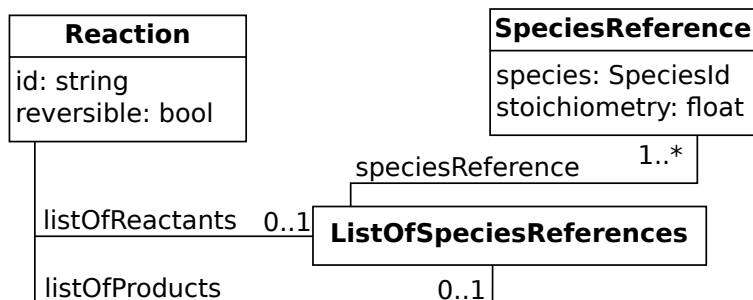 Reaction
id: string
reversible: bool
SpeciesReference
species: SpeciesId
stoichiometry: float
1..*
speciesReference
listOfReactants
0..1
ListOfSpeciesReferences
listOfProducts
0..1